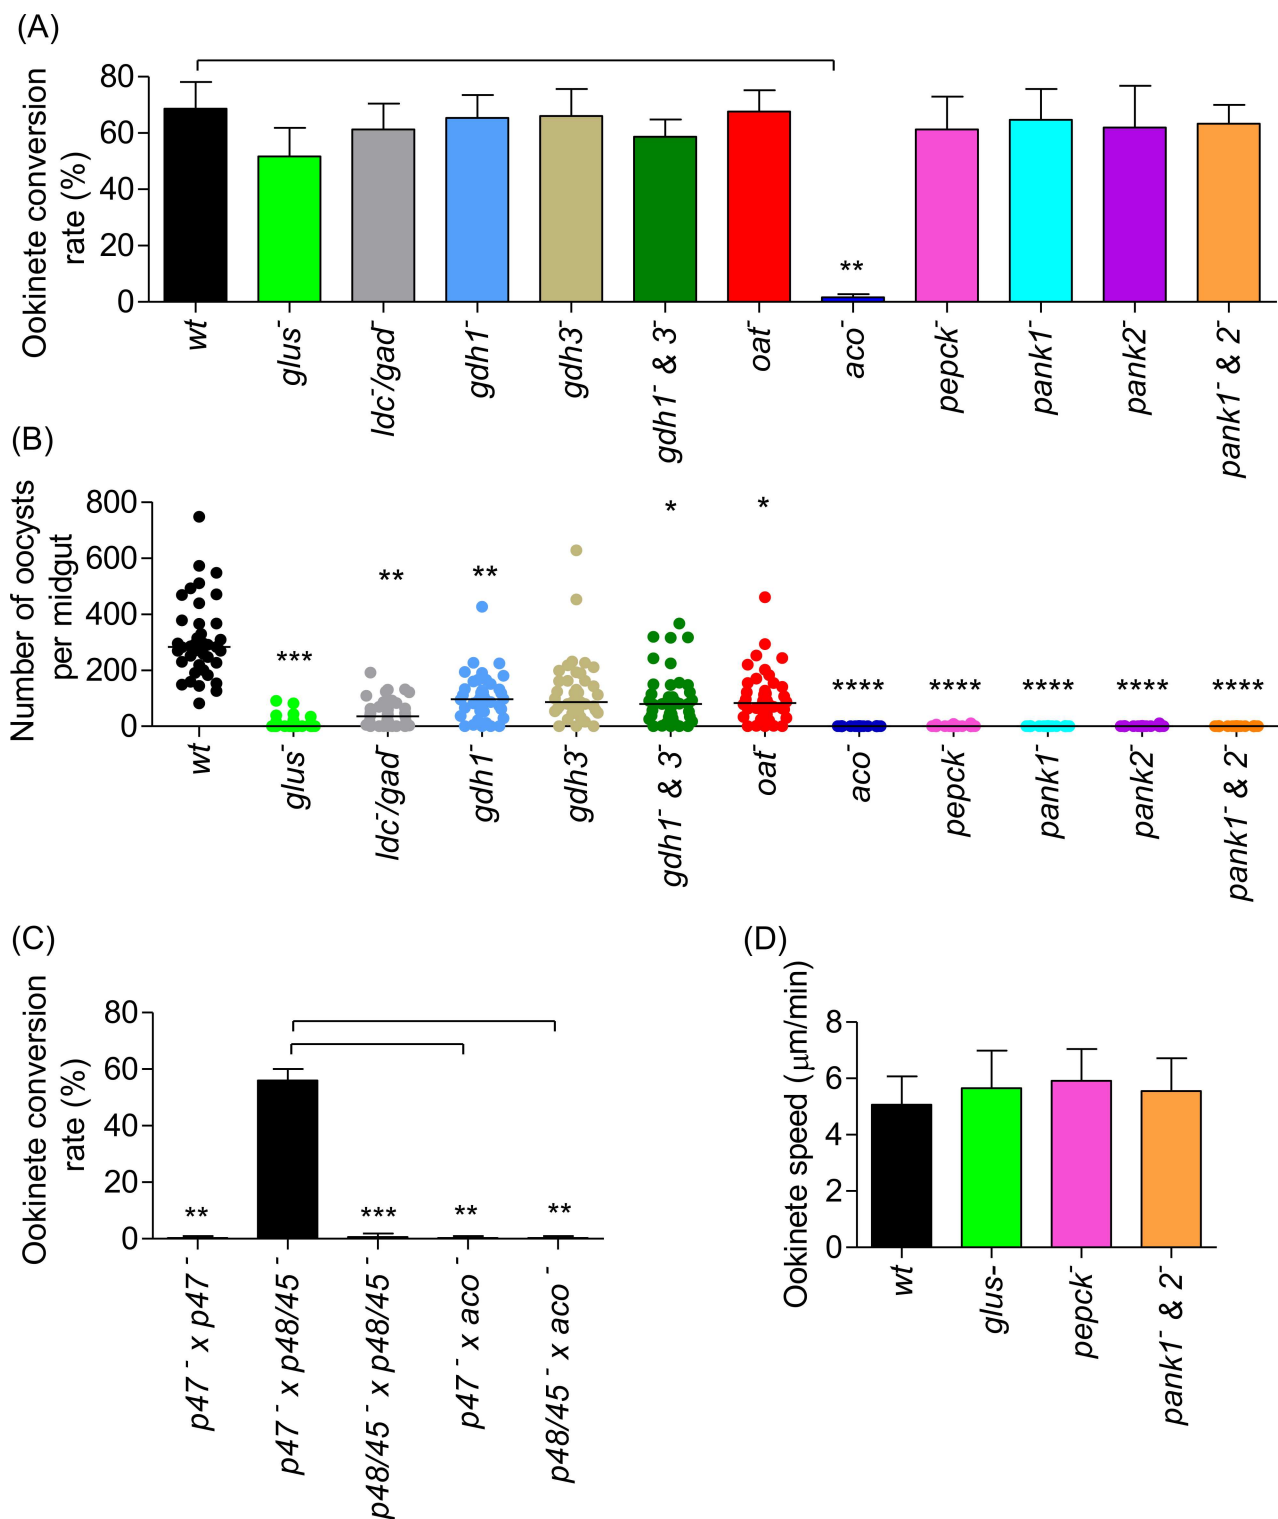 (A)
Ookinete conversion
rate (%)
80
60
40
20
0
**
wt
glus⁻
ldc⁻/gad⁻
gdh1⁻
gdh3⁻
gdh1⁻ & 3⁻
oat⁻
aco⁻
pepck⁻
pank1⁻
pank2⁻
pank1⁻ & 2⁻
(B)
Number of oocysts
per midgut
800
600
400
200
0
***
**
**
*
*
****
****
****
****
****
wt
glus⁻
ldc⁻/gad⁻
gdh1⁻
gdh3⁻
gdh1⁻ & 3⁻
oat⁻
aco⁻
pepck⁻
pank1⁻
pank2⁻
pank1⁻ & 2⁻
(C)
Ookinete conversion
rate (%)
80
60
40
20
0
**
***
**
**
p47⁻ x p47⁻
p47⁻ x p48/45⁻
p48/45⁻ x p48/45⁻
p47⁻ x aco⁻
p48/45⁻ x aco⁻
(D)
Ookinete speed (μm/min)
8
6
4
2
0
wt
glus-
pepck⁻
pank1⁻ & 2⁻